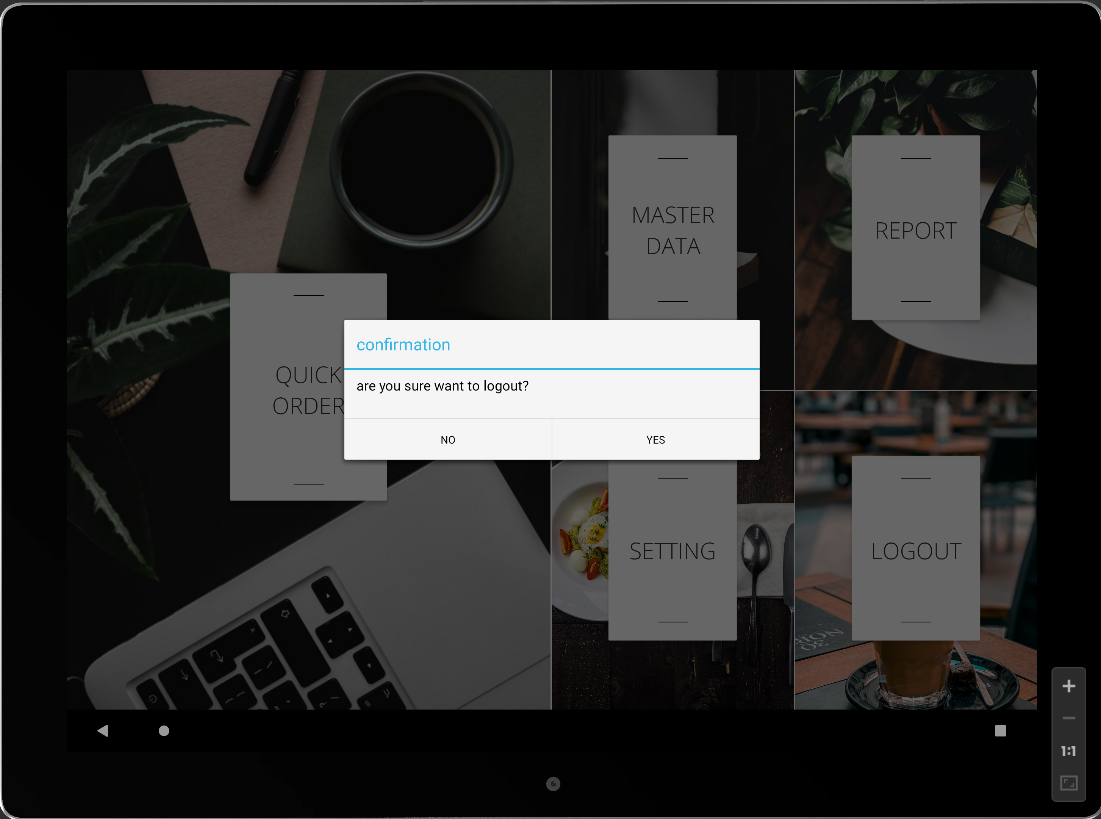 MASTER
DATA
REPORT
QUICK
ORDER
confirmation
are you sure want to logout?
NO
YES
SETTING
LOGOUT
1:1